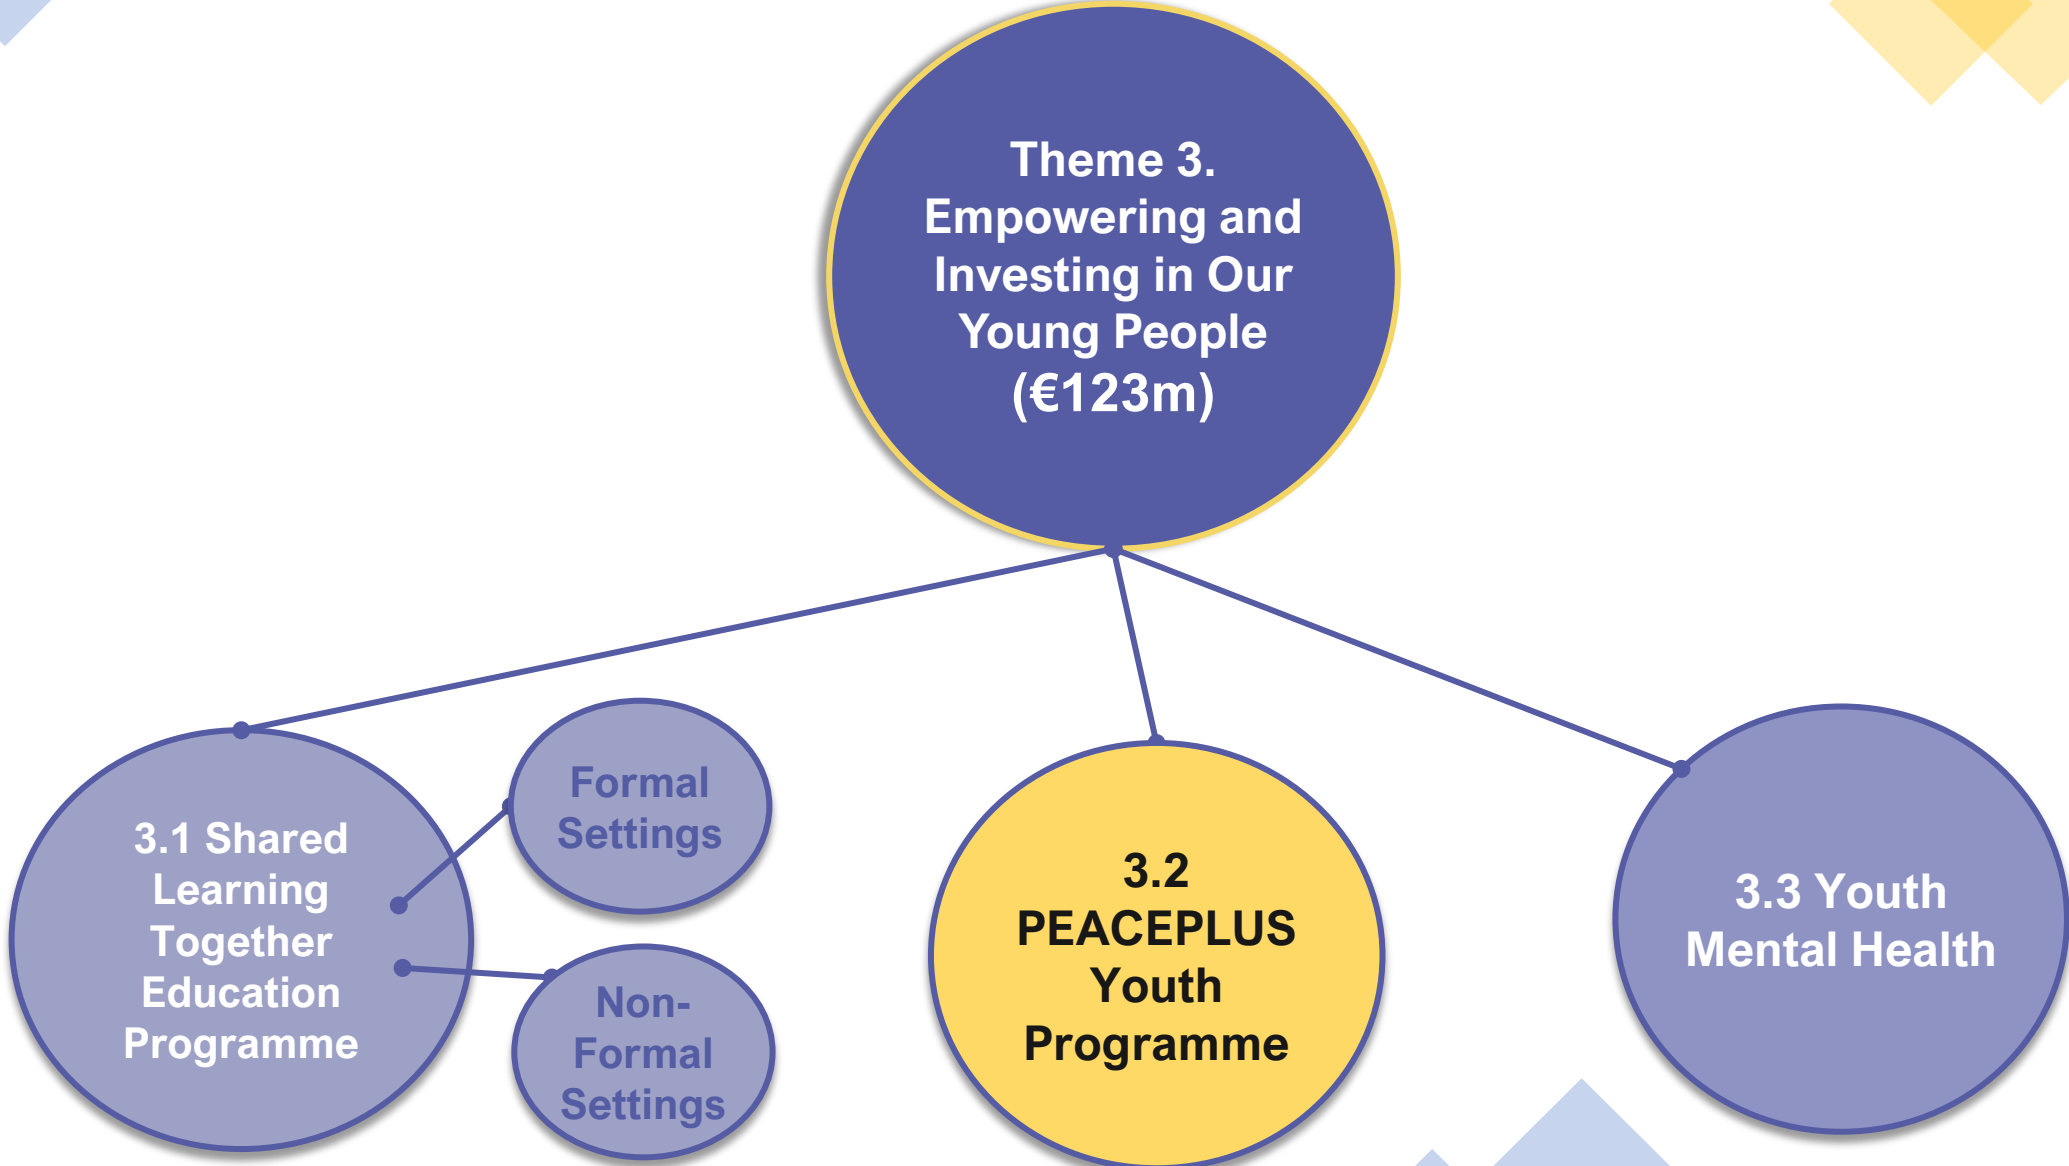 Theme 3.
Empowering and
Investing in Our
Young People
(€123m)
3.1 Shared
Learning
Together
Education
Programme
Formal
Settings
Non-
Formal
Settings
3.2
PEACEPLUS
Youth
Programme
3.3 Youth
Mental Health